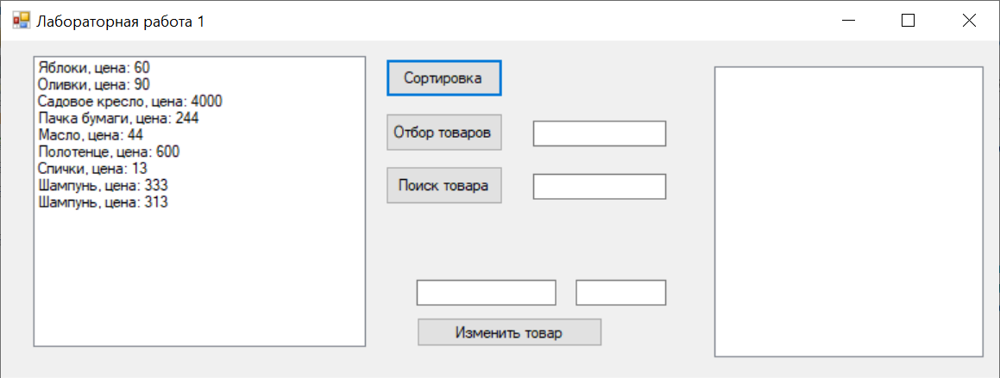 Лабораторная работа 1
Яблоки, цена: 60
Оливки, цена: 90
Садовое кресло, цена: 4000
Пачка бумаги, цена: 244
Масло, цена: 44
Полотенце, цена: 600
Спички, цена: 13
Шампунь, цена: 333
Шампунь, цена: 313
Сортировка
Отбор товаров
Поиск товара
Изменить товар